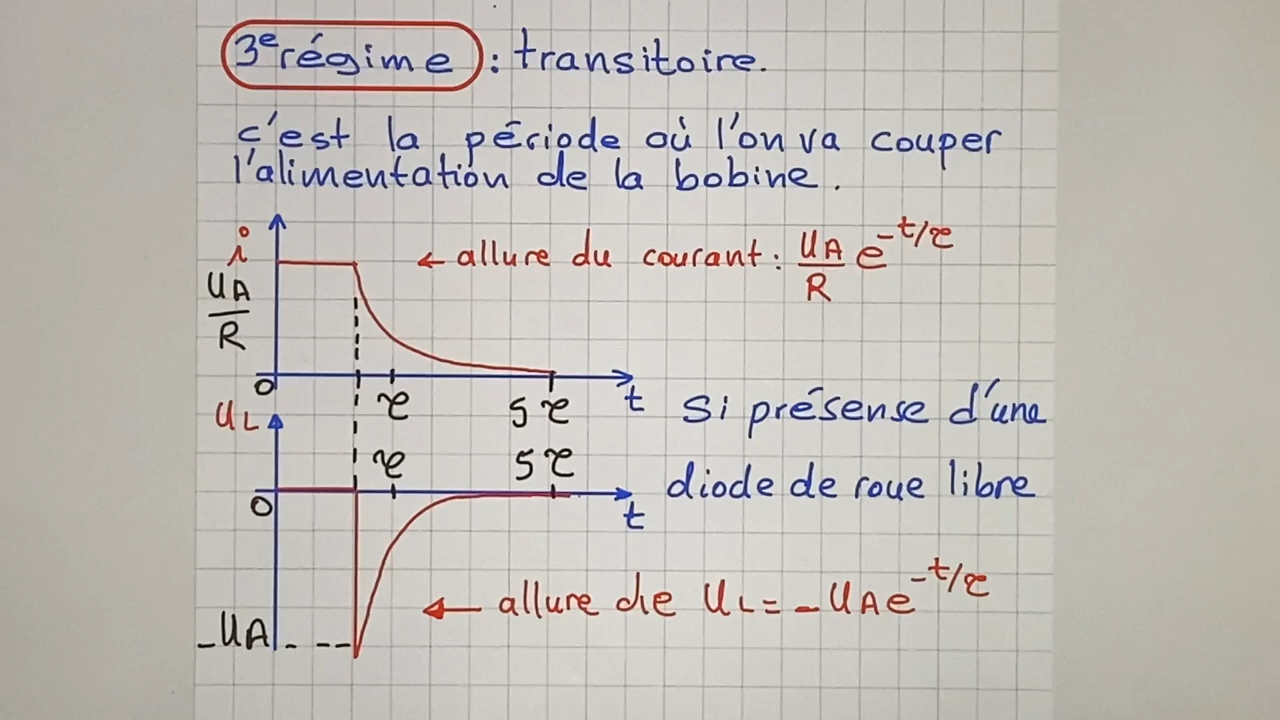 3e régime : transitoire.
c'est la période où l'on va couper
l'alimentation de la bobine.
i
← allure du courant : UA/R e^-t/τ
UA/R
0
τ
5τ
t
UL
si présense d'une
τ
5τ
diode de roue libre
0
t
← allure de UL = -UA e^-t/τ
-UA